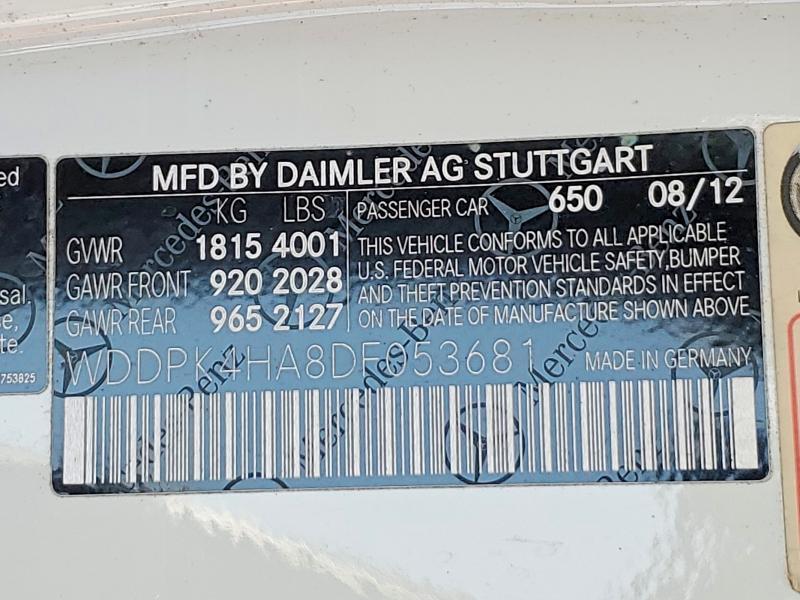 MFD BY DAIMLER AG STUTTGART
KG LBS PASSENGER CAR 650 08/12
GVWR 1815 4001
GAWR FRONT 920 2028
GAWR REAR 965 2127
THIS VEHICLE CONFORMS TO ALL APPLICABLE
U.S. FEDERAL MOTOR VEHICLE SAFETY,BUMPER
AND THEFT PREVENTION STANDARDS IN EFFECT
ON DATE OF MANUFACTURE SHOWN ABOVE
WDDPK4HA8DF053681 MADE IN GERMANY